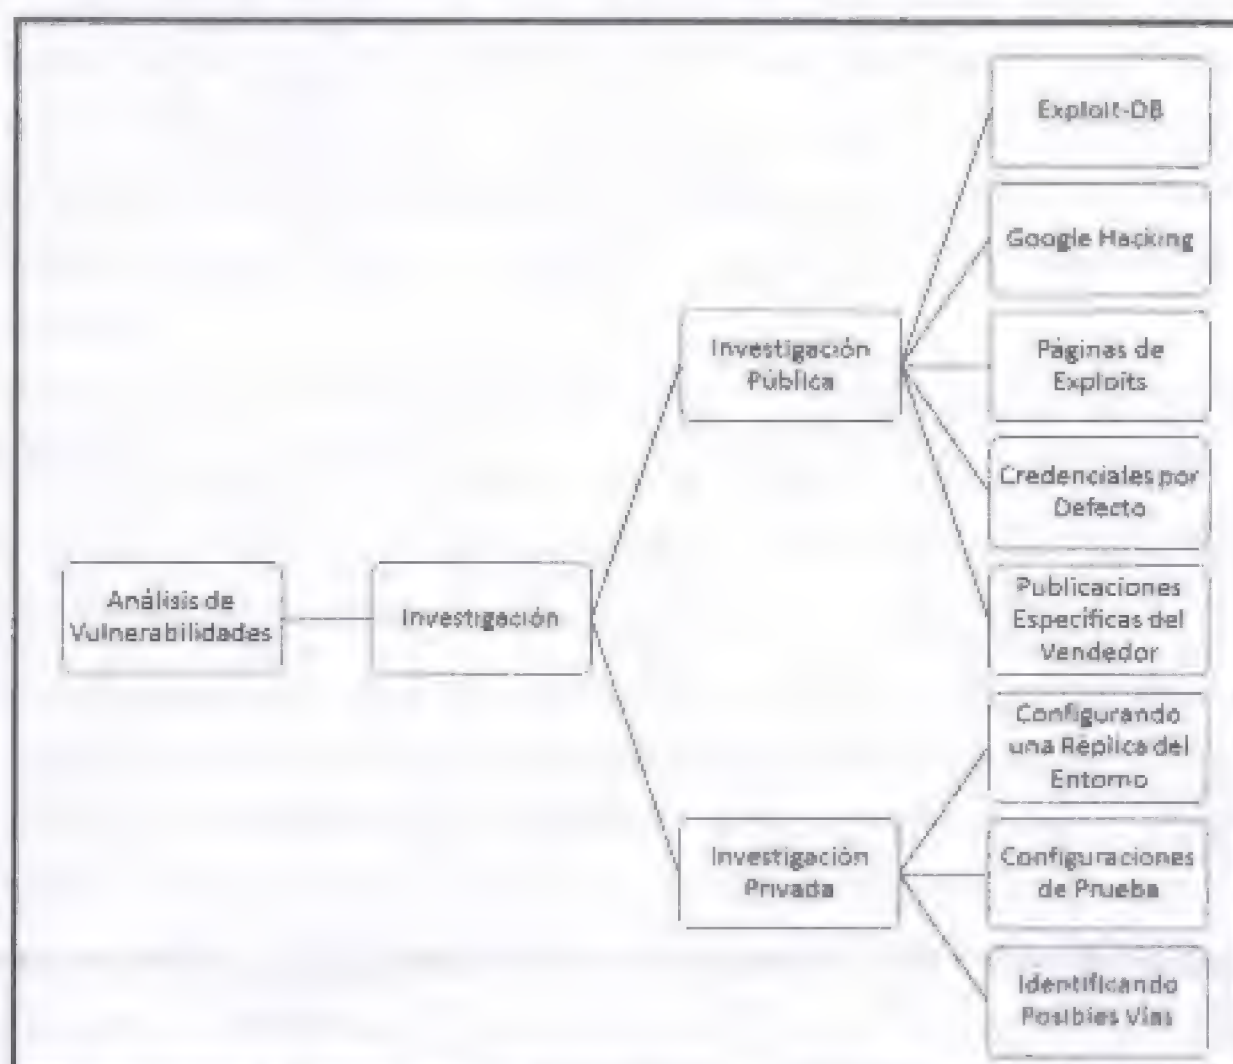 Exploit-DB
Google Hacking
Páginas de
Exploits
Credenciales por
Defecto
Publicaciones
Específicas del
Vendedor
Investigación
Pública
Análisis de
Vulnerabilidades
Investigación
Configurando
una Réplica del
Entorno
Investigación
Privada
Configuraciones
de Prueba
Identificando
Posibles Vías